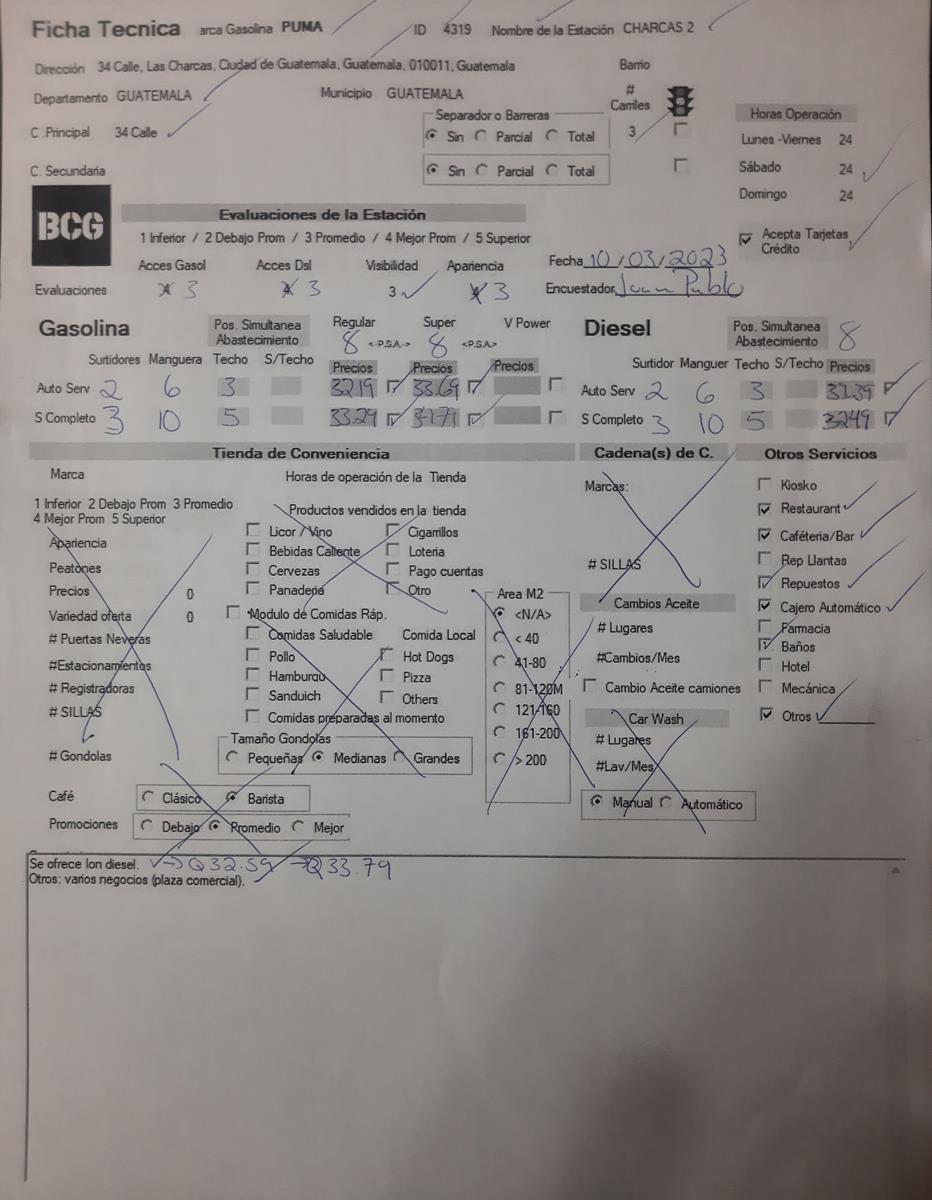 Ficha Tecnica arca Gasolina PUMA ID 4319 Nombre de la Estación CHARCAS 2
Dirección 34 Calle, Las Charcas, Ciudad de Guatemala, Guatemala, 010011, Guatemala Barrio
Departamento GUATEMALA Municipio GUATEMALA # Carriles
C .Principal 34 Calle Separador o Barreras Sin Parcial Total 3
C. Secundaria Sin Parcial Total
Horas Operación
Lunes -Viernes 24
Sábado 24
Domingo 24
Acepta Tarjetas Crédito
BCG
Evaluaciones de la Estación
1 Inferior / 2 Debajo Prom / 3 Promedio / 4 Mejor Prom / 5 Superior
Acces Gasol Acces Dsl Visibilidad Apariencia
Evaluaciones 3 3 3 3
Fecha 10/03/2023
Encuestador Juan Pablo
Gasolina Pos. Simultanea Abastecimiento Regular 8 <-P.S.A.-> Super 8 <-P.S.A> V Power
Surtidores Manguera Techo S/Techo Precios Precios Precios
Auto Serv 2 6 3 32.19 33.69
S Completo 3 10 5 33.29 34.79
Diesel Pos. Simultanea Abastecimiento 8
Surtidor Manguer Techo S/Techo Precios
Auto Serv 2 6 3 31.39
S Completo 3 10 5 32.49
Tienda de Conveniencia
Marca Horas de operación de la Tienda
1 Inferior 2 Debajo Prom 3 Promedio
4 Mejor Prom 5 Superior
Apariencia
Peatones
Precios 0
Variedad oferta 0
# Puertas Neveras
#Estacionamientos
# Registradoras
# SILLAS
# Gondolas
Productos vendidos en la tienda
Licor / Vino Cigarrillos
Bebidas Caliente Loteria
Cervezas Pago cuentas
Panaderia Otro
Modulo de Comidas Ráp.
Comidas Saludable Comida Local
Pollo Hot Dogs
Hamburgu Pizza
Sanduich Others
Comidas preparadas al momento
Tamaño Gondolas
Pequeñas Medianas Grandes
Area M2
<N/A>
< 40
41-80
81-120M
121-160
161-200
> 200
Café Clásico Barista
Promociones Debajo Promedio Mejor
Cadena(s) de C.
Marcas:
# SILLAS
Cambios Aceite
# Lugares
#Cambios/Mes
Cambio Aceite camiones
Car Wash
# Lugares
#Lav/Mes
Manual Automático
Otros Servicios
Kiosko
Restaurant
Caféteria/Bar
Rep Llantas
Repuestos
Cajero Automático
Farmacia
Baños
Hotel
Mecánica
Otros
Se ofrece Ion diesel. → Q32.59 → Q33.79
Otros: varios negocios (plaza comercial).